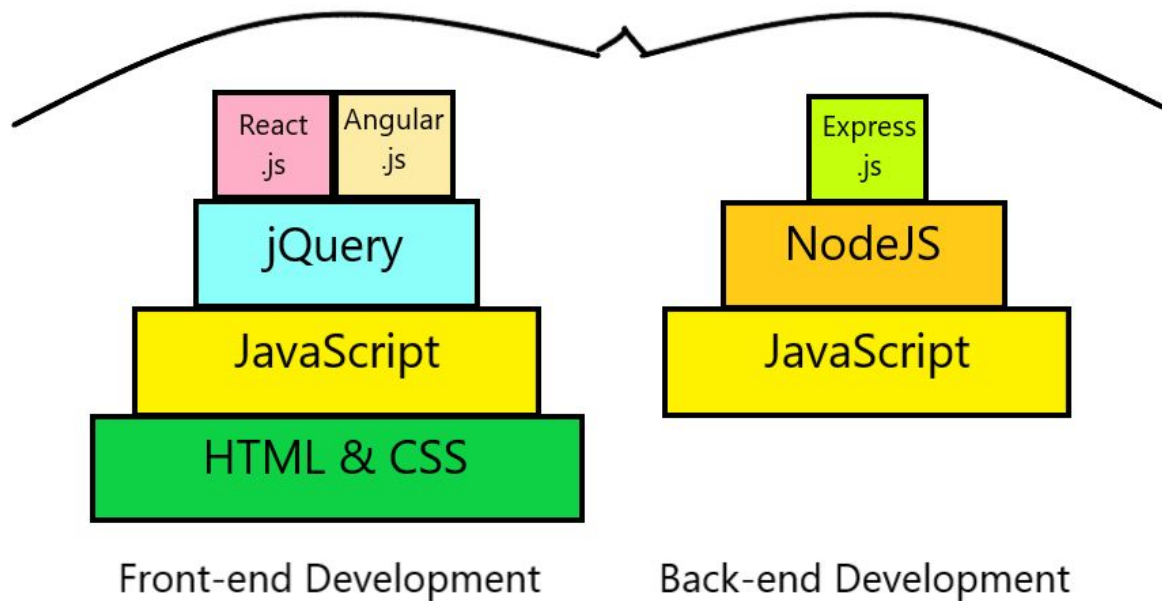 React
.js
Angular
.js
jQuery
JavaScript
HTML & CSS
Front-end Development
Express
.js
NodeJS
JavaScript
Back-end Development